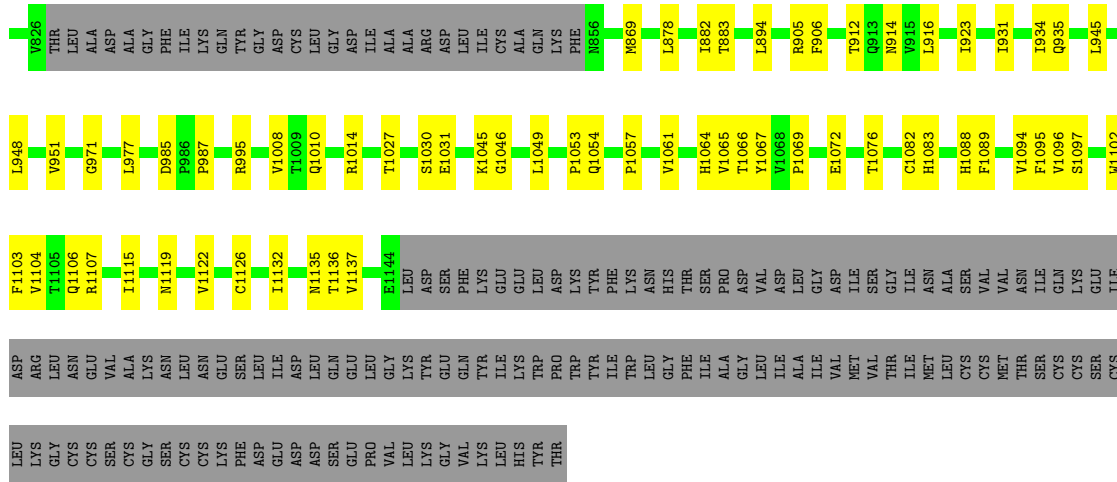 V826 THR LEU ALA ASP ALA GLY PHE ILE LYS GLN TYR GLY ASP CYS LEU GLY ASP ILE ALA ALA ARG ASP LEU ILE CYS ALA GLN LYS PHE N856 M869 L878 I882 T883 L894 R905 F906 T912 Q913 N914 V915 L916 I923 I931 I934 Q935 L945
L948 V951 G971 L977 D985 P986 P987 R995 V1008 T1009 Q1010 R1014 T1027 S1030 E1031 K1045 G1046 L1049 P1053 Q1054 P1057 V1061 H1064 V1065 T1066 Y1067 V1068 P1069 E1072 T1076 C1082 H1083 H1088 F1089 V1094 F1095 V1096 S1097 W1102
F1103 V1104 T1105 Q1106 R1107 I1115 N1119 V1122 C1126 I1132 N1135 T1136 V1137 E1144 LEU ASP SER PHE LYS GLU GLU LEU ASP LYS TYR PHE LYS ASN HIS THR SER PRO ASP VAL ASP LEU GLY ASP ILE SER GLY ILE ASN ALA SER VAL VAL ASN ILE GLN LYS GLU ILE
ASP ARG LEU ASN GLU VAL ALA LYS ASN LEU ASN GLU SER LEU ILE ASP LEU GLN GLU LEU GLY LYS TYR GLU GLN TYR ILE LYS TRP PRO TRP TYR ILE TRP LEU GLY PHE ILE ALA GLY LEU ILE ALA ILE VAL MET VAL THR ILE MET LEU CYS CYS MET THR SER CYS CYS SER CYS
LEU LYS GLY CYS CYS SER CYS GLY SER CYS CYS LYS PHE ASP GLU ASP ASP SER GLU PRO VAL LEU LYS GLY VAL LYS LEU HIS TYR THR